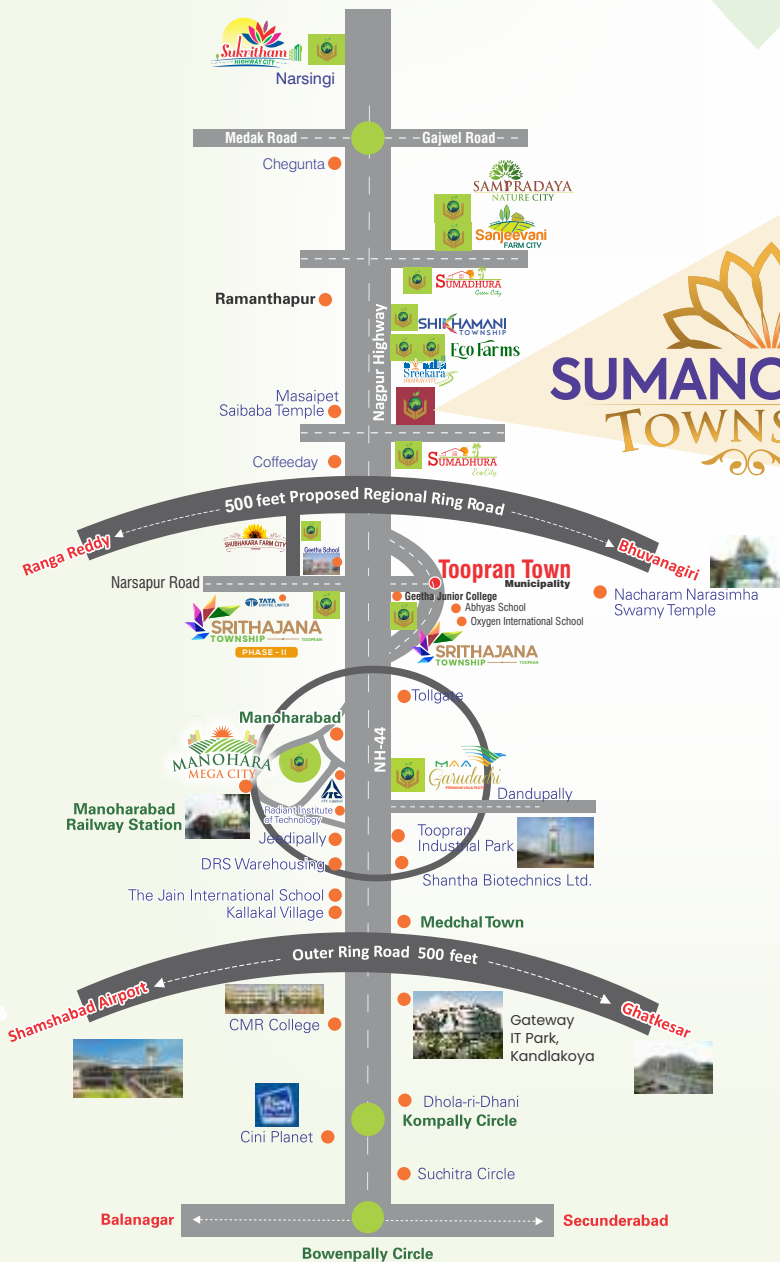 Sukritham
HIGHWAY CITY
Narsingi
Medak Road
Gajwel Road
Chegunta
SAMPRADAYA
NATURE CITY
Sanjeevani
FARM CITY
SUMADHURA
Green City
Ramanthapur
SHIKHAMANI
TOWNSHIP
Eco Farms
Sreekara
Nagpur Highway
SUMANO
TOWNS
Masaipet
Saibaba Temple
Coffeeday
SUMADHURA
Eco City
500 feet Proposed Regional Ring Road
Ranga Reddy
Bhuvanagiri
SHUBHAKARA FARM CITY
Geetha School
Toopran Town
Municipality
Narsapur Road
Geetha Junior College
Abhyas School
Oxygen International School
Nacharam Narasimha
Swamy Temple
TATA
COFFEE LIMITED
SRITHAJANA
TOWNSHIP
TOOPRAN
PHASE - II
SRITHAJANA
TOWNSHIP
TOOPRAN
Tollgate
Manoharabad
NH-44
MANOHARA
MEGA CITY
MAA
Garudadri
Dandupally
ITC Limited
Radiant Institute
of Technology
Manoharabad
Railway Station
Jeedipally
Toopran
Industrial Park
DRS Warehousing
Shantha Biotechnics Ltd.
The Jain International School
Kallakal Village
Medchal Town
Outer Ring Road 500 feet
Shamshabad Airport
Ghatkesar
CMR College
Gateway
IT Park,
Kandlakoya
Dhola-ri-Dhani
Kompally Circle
Cini Planet
Suchitra Circle
Balanagar
Secunderabad
Bowenpally Circle